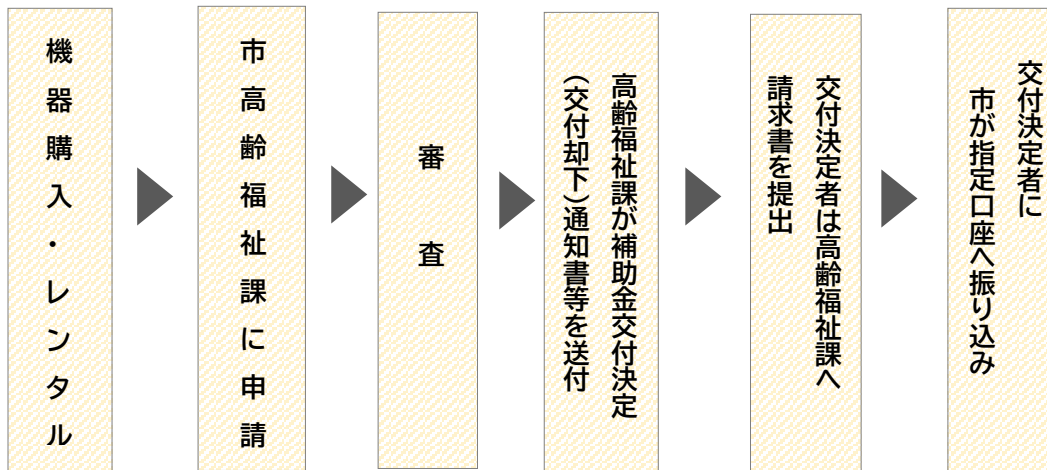 機器購入・レンタル
市高齢福祉課に申請
審査
高齢福祉課が補助金交付決定
（交付却下）通知書等を送付
交付決定者は高齢福祉課へ
請求書を提出
交付決定者に
市が指定口座へ振り込み